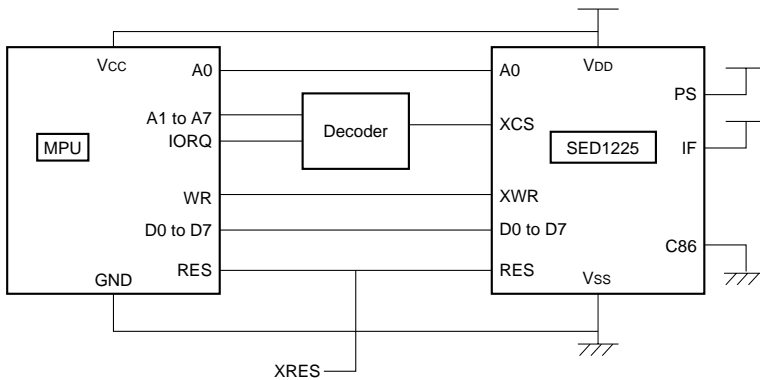 VCC
A0
A1 to A7
IORQ
MPU
WR
D0 to D7
RES
GND
Decoder
VDD
A0
PS
XCS
SED1225
IF
XWR
D0 to D7
C86
RES
VSS
XRES